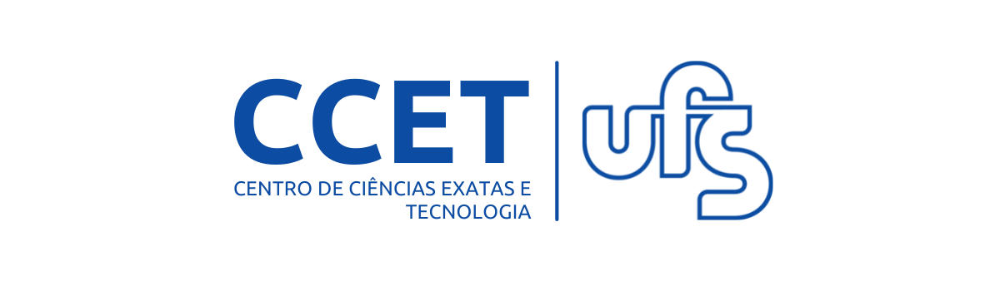 CCET
CENTRO DE CIÊNCIAS EXATAS E
TECNOLOGIA
ufs